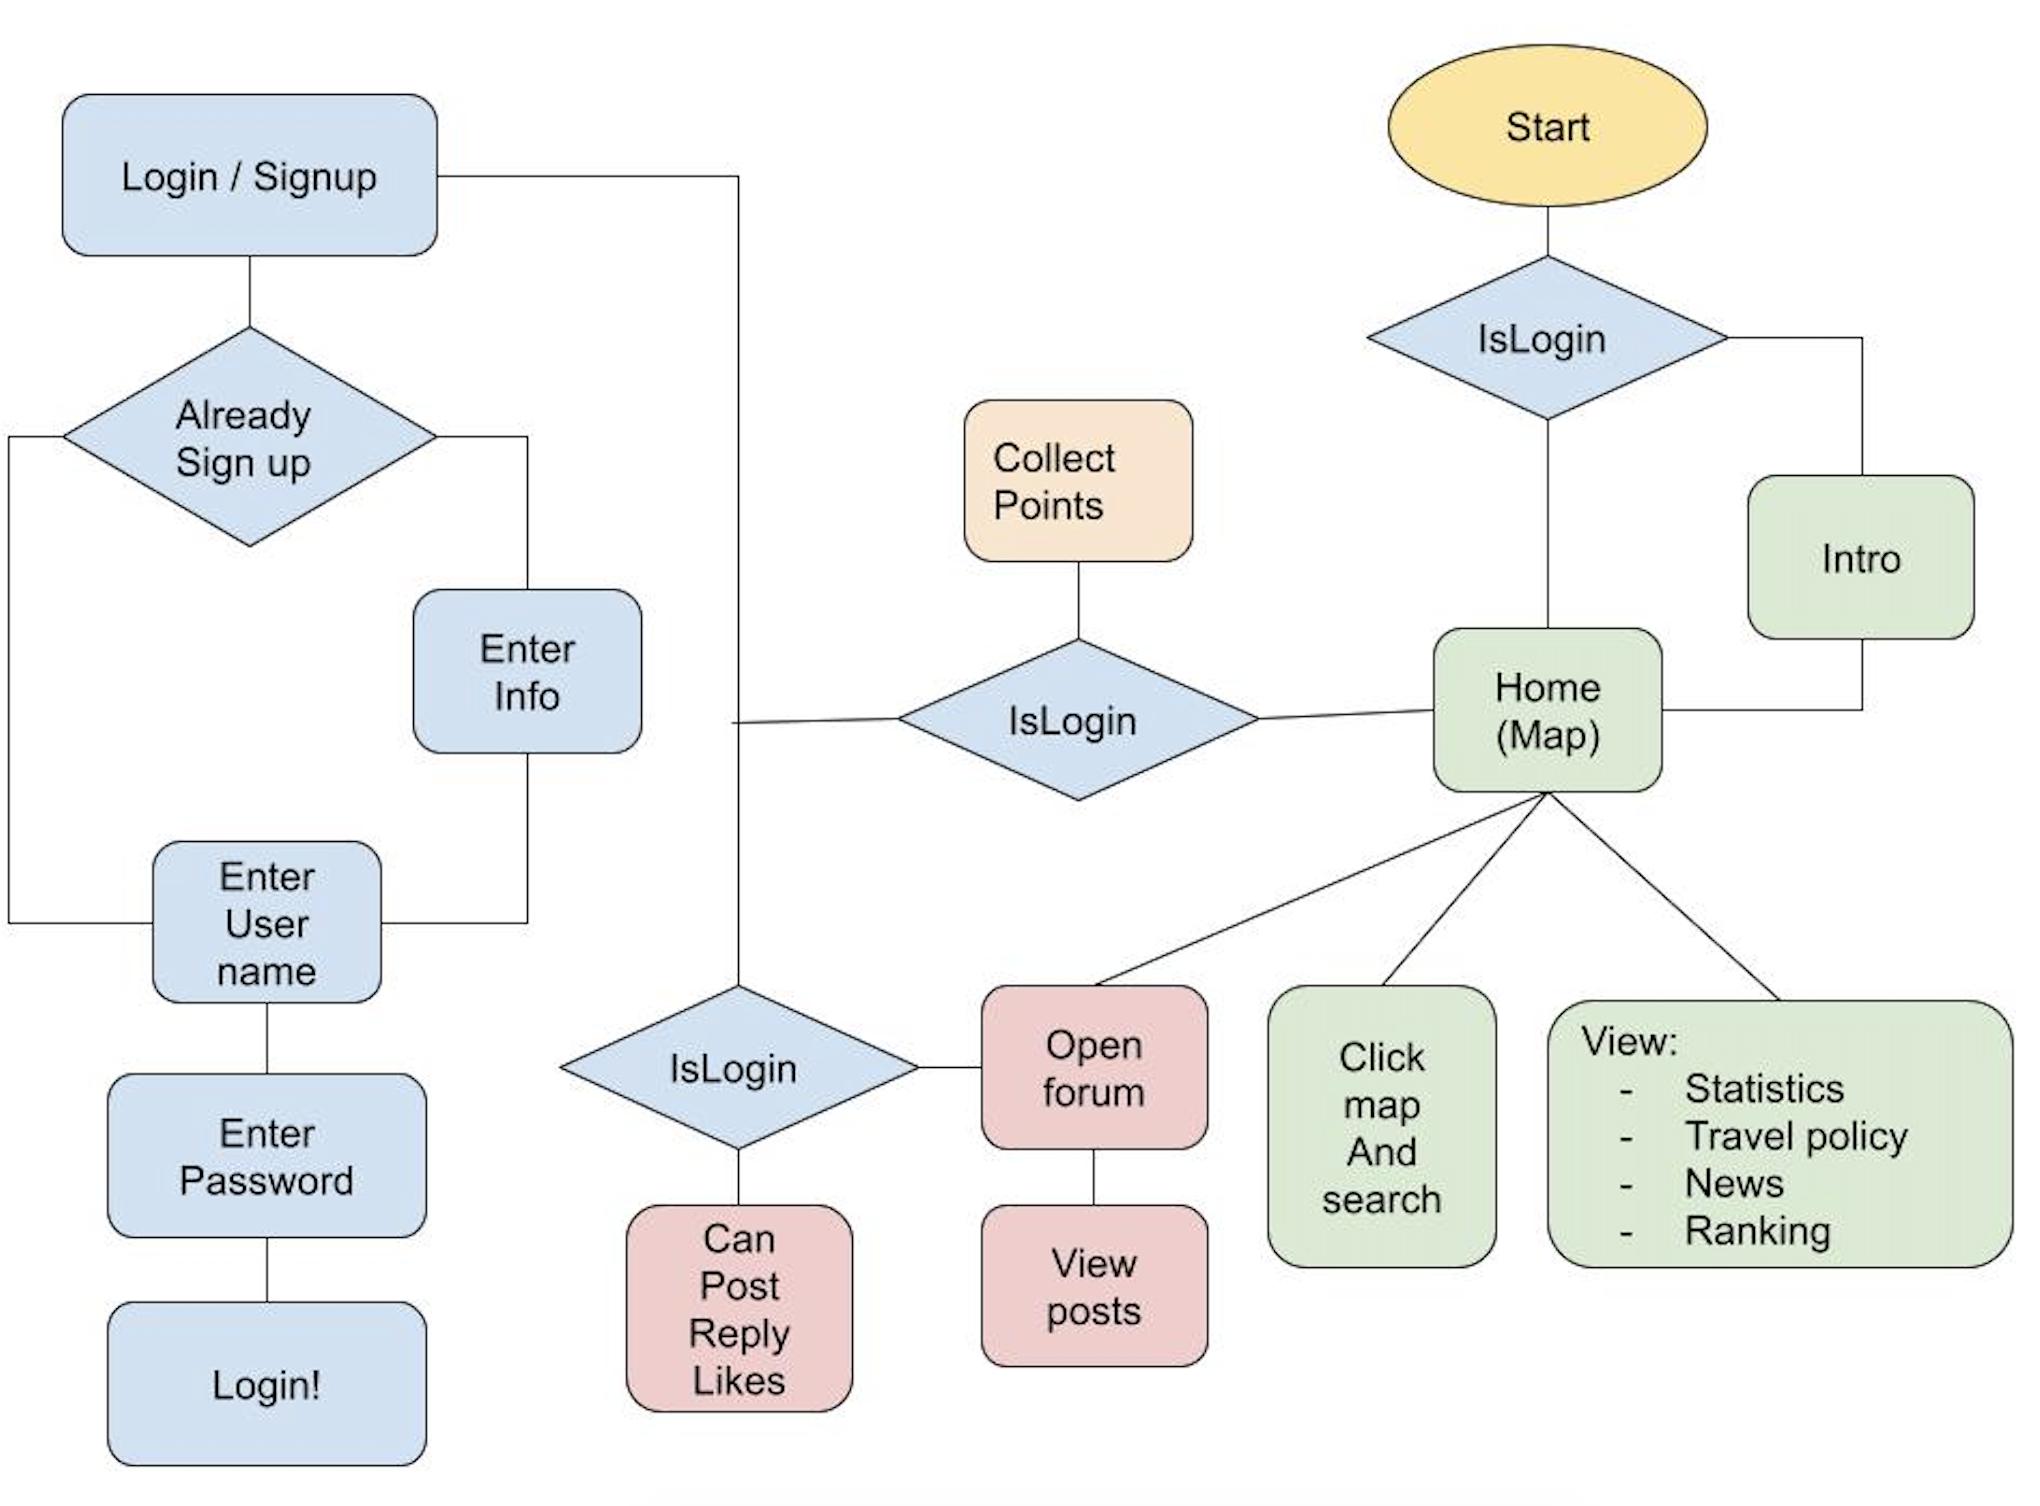 Start
Login / Signup
IsLogin
Already
Sign up
Collect
Points
Intro
Enter
Info
Home
(Map)
IsLogin
Enter
User
name
Open
forum
IsLogin
Click
map
And
search
View:
- Statistics
- Travel policy
- News
- Ranking
Enter
Password
Can
Post
Reply
Likes
View
posts
Login!